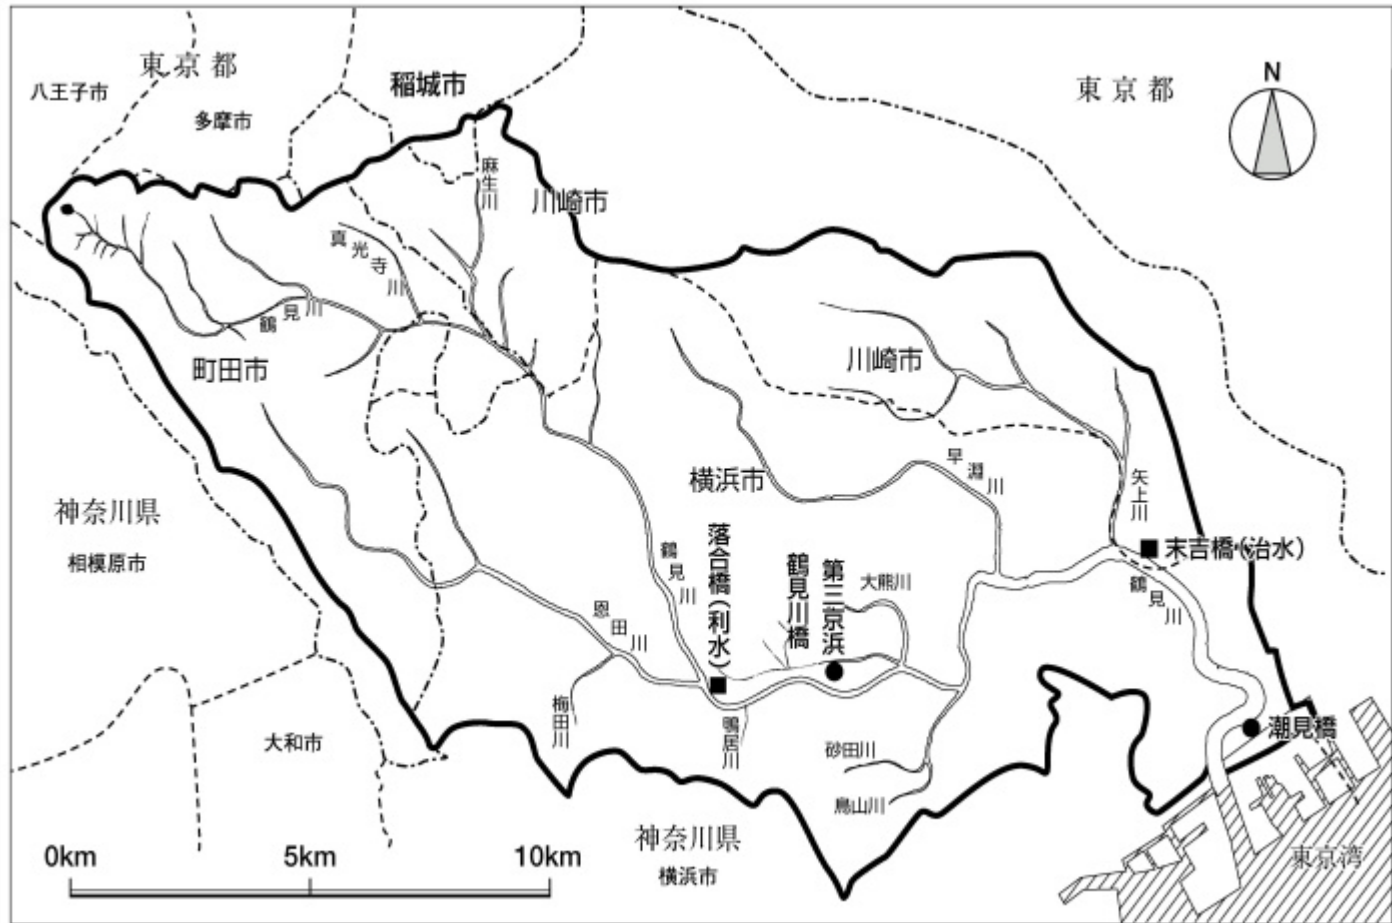 東京都
八王子市
多摩市
稲城市
東京都
N
麻生川
川崎市
真光寺川
鶴見川
町田市
川崎市
神奈川県
相模原市
横浜市
早淵川
矢上川
末吉橋(治水)
鶴見川
鶴見川
落合橋(利水)
鶴見川橋
第三京浜
大熊川
恩田川
梅田川
鴨居川
砂田川
鳥山川
潮見橋
大和市
神奈川県
横浜市
東京湾
0km
5km
10km